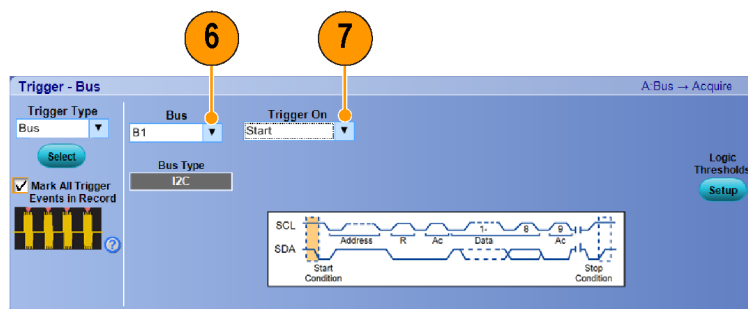 6
7
Trigger - Bus
A:Bus → Acquire
Trigger Type
Bus
Select
Mark All Trigger
Events in Record
?
Bus
B1
Bus Type
I2C
Trigger On
Start
Logic
Thresholds
Setup
SCL
SDA
Address
R
Ac
1-
Data
8
9
Ac
Start
Condition
Stop
Condition